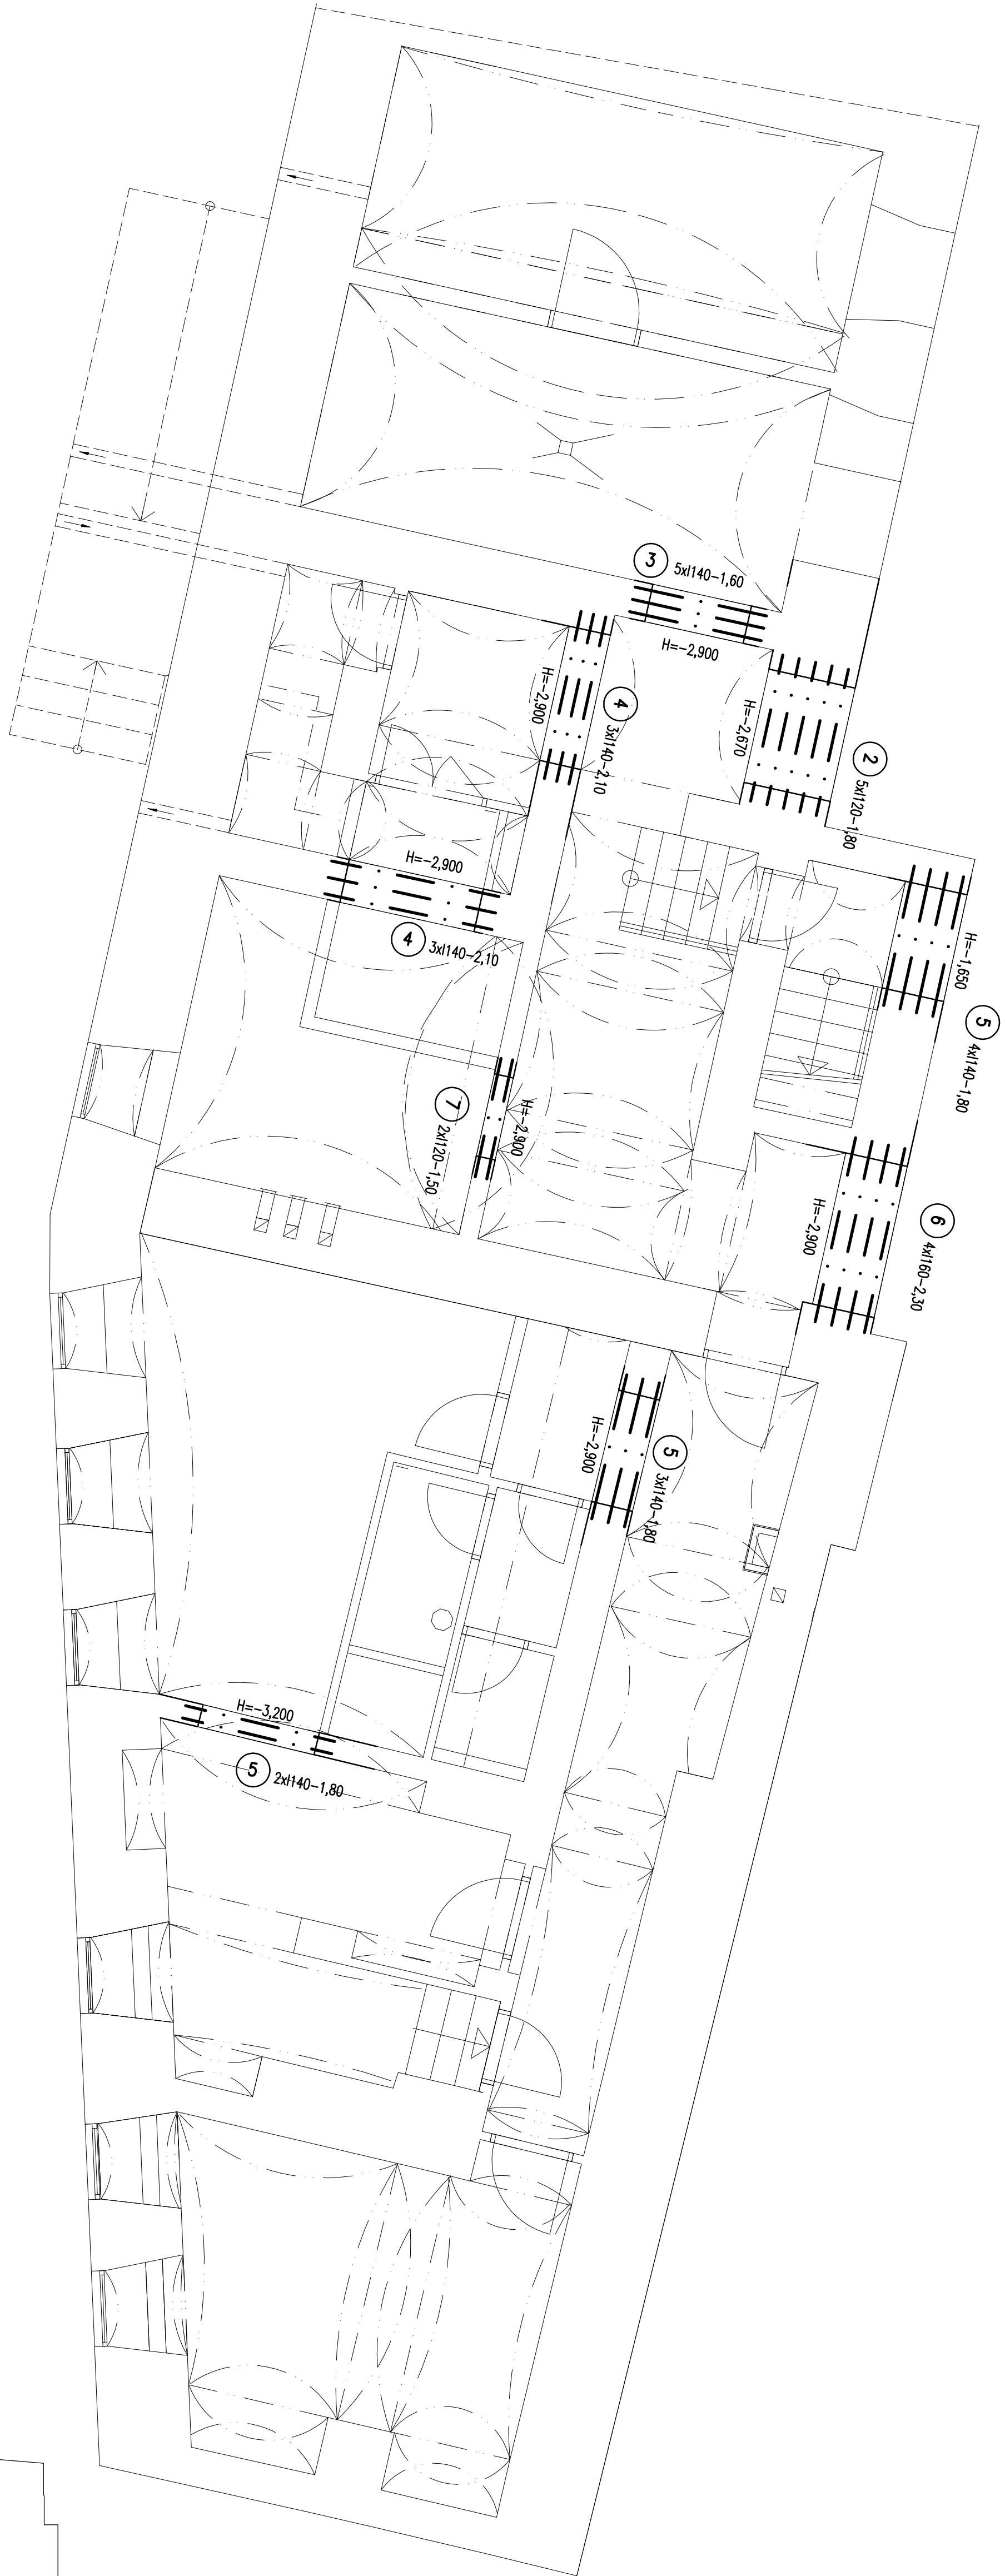 3 5xI140-1,60
H=-2,900
H=-2,900
4 3xI140-2,10
H=-2,670
2 5xI120-1,80
H=-2,900
4 3xI140-2,10
H=-1,650
5 4xI140-1,80
H=-2,900
7 2xI120-1,50
H=-2,900
6 4xI160-2,30
H=-2,900
5 3xI140-1,80
H=-3,200
5 2xI140-1,80